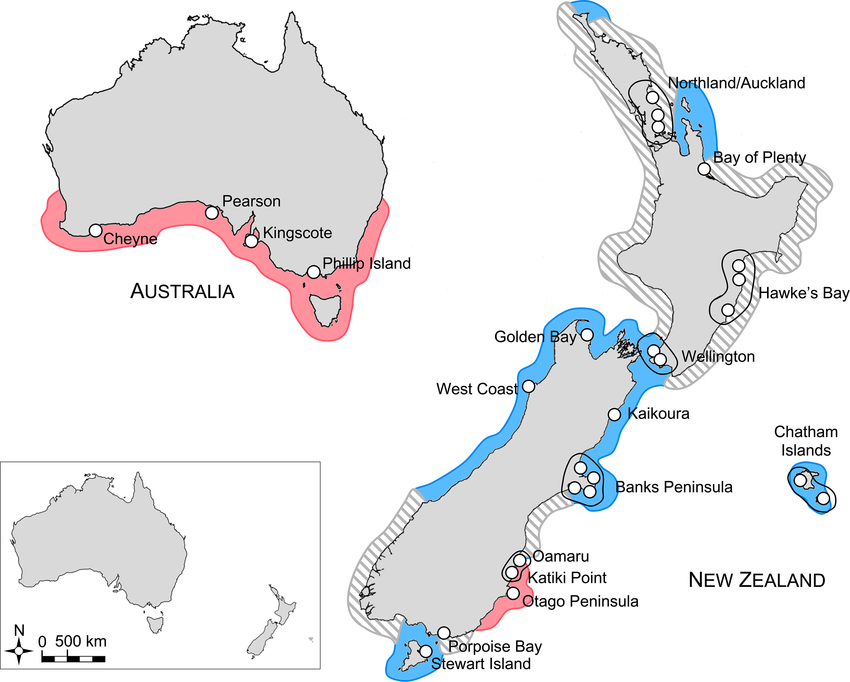 Northland/Auckland
Bay of Plenty
Pearson
Cheyne
Kingscote
Phillip Island
AUSTRALIA
Hawke's Bay
Golden Bay
Wellington
West Coast
Kaikoura
Chatham
Islands
Banks Peninsula
Oamaru
Katiki Point
NEW ZEALAND
Otago Peninsula
Porpoise Bay
Stewart Island
N
0 500 km